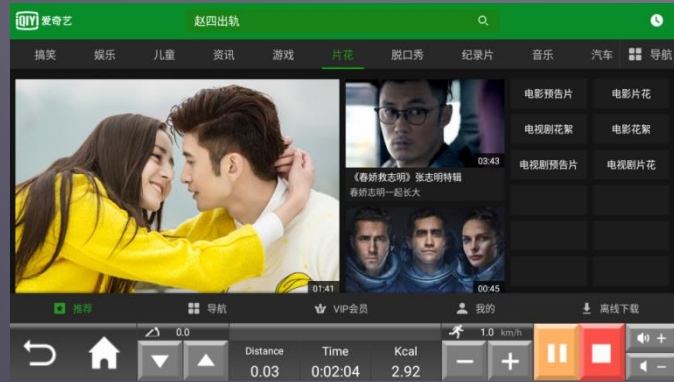 QIY 爱奇艺
赵四出轨
搞笑 娱乐 儿童 资讯 游戏 片花 脱口秀 纪录片 音乐 汽车 导航
电影预告片 电影片花
电视剧花絮 电影花絮
电视剧预告片 电视剧片花
03:43
《春娇救志明》张志明特辑
春娇志明一起长大
01:41
00:45
推荐 导航 VIP会员 我的 离线下载
0.0
1.0 km/h
Distance Time Kcal
0.03 0:02:04 2.92